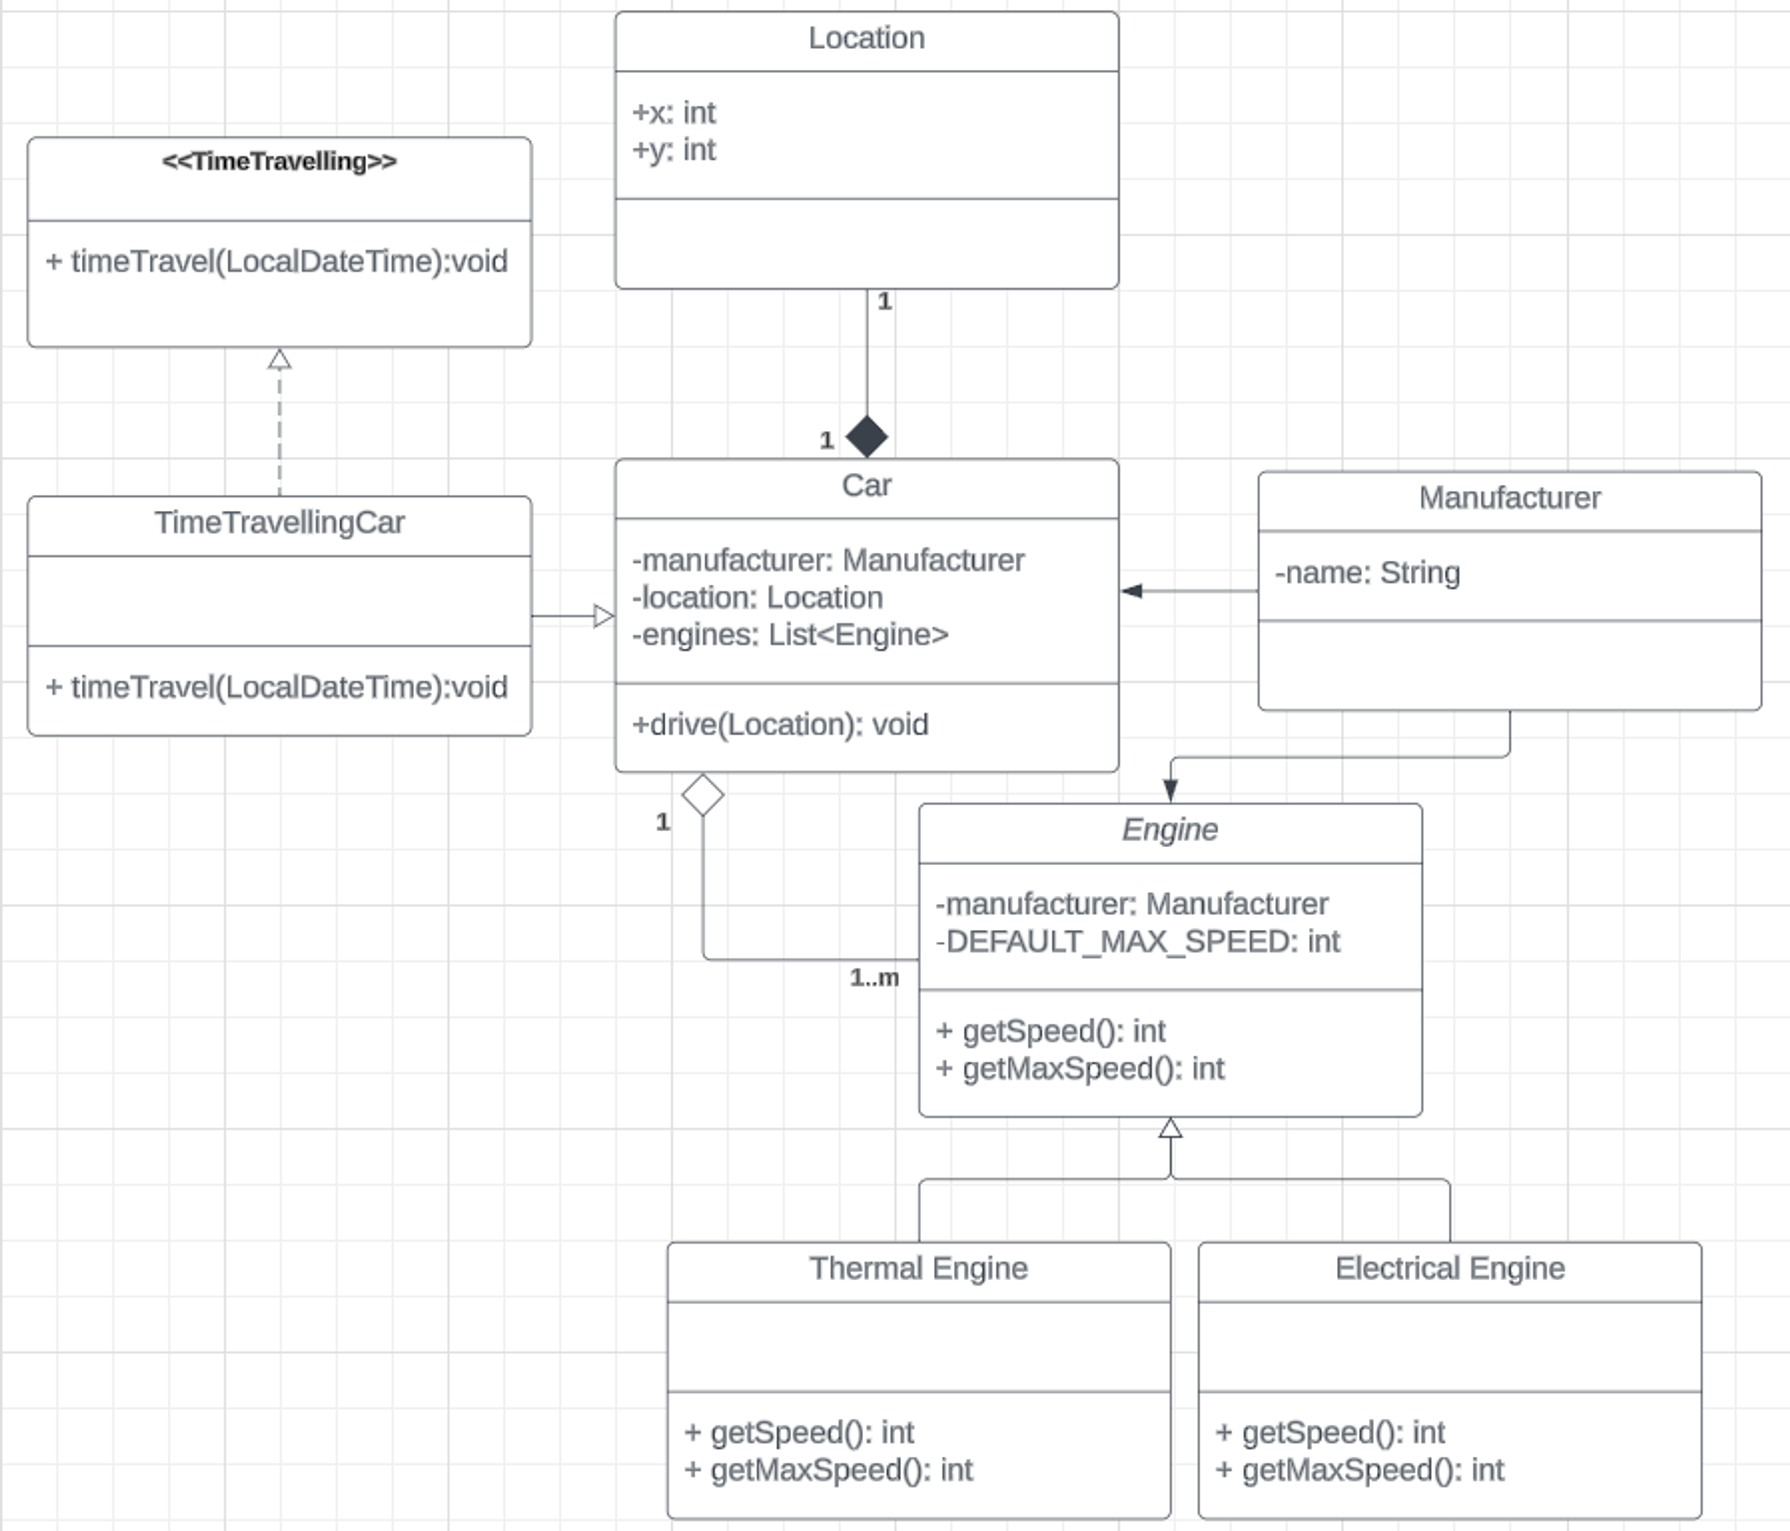 Location
+x: int
+y: int
<<TimeTravelling>>
+ timeTravel(LocalDateTime):void
1
1
Car
-manufacturer: Manufacturer
-location: Location
-engines: List<Engine>
+drive(Location): void
Manufacturer
-name: String
TimeTravellingCar
+ timeTravel(LocalDateTime):void
1
1..m
Engine
-manufacturer: Manufacturer
-DEFAULT_MAX_SPEED: int
+ getSpeed(): int
+ getMaxSpeed(): int
Thermal Engine
+ getSpeed(): int
+ getMaxSpeed(): int
Electrical Engine
+ getSpeed(): int
+ getMaxSpeed(): int